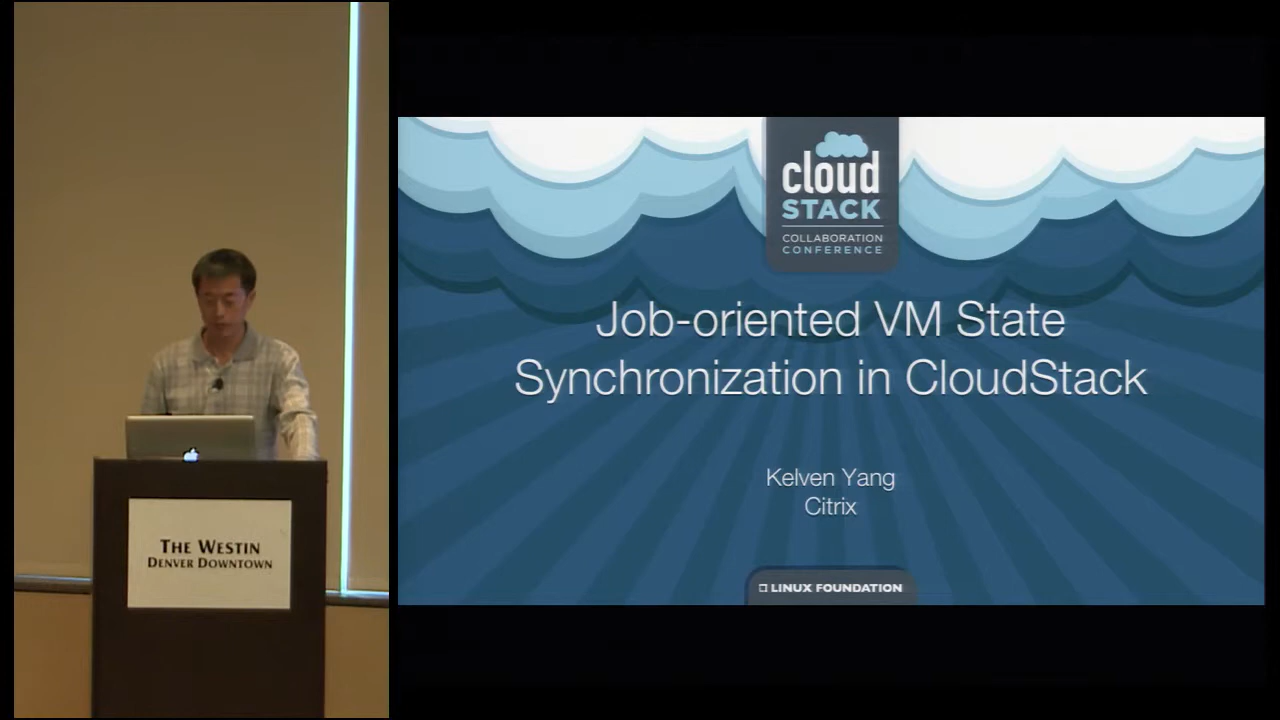 cloud
STACK
COLLABORATION
CONFERENCE
Job-oriented VM State
Synchronization in CloudStack
Kelven Yang
Citrix
LINUX FOUNDATION
THE WESTIN
DENVER DOWNTOWN